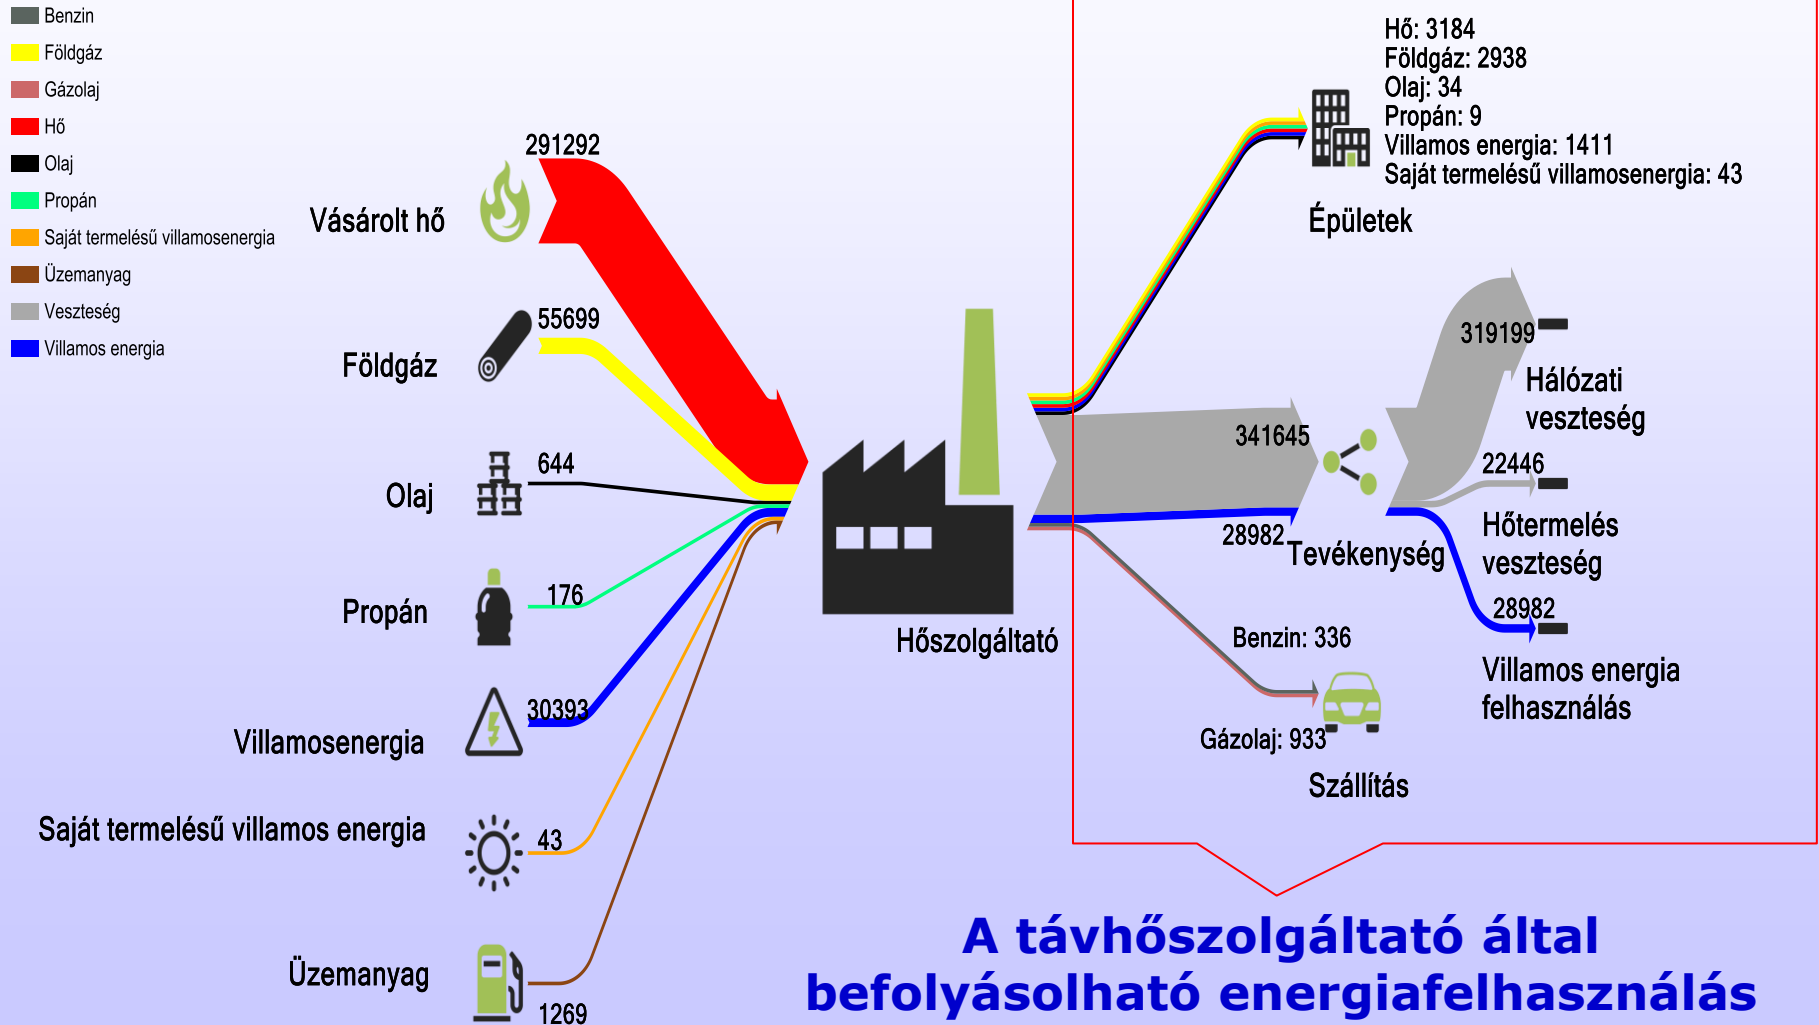 Benzin
Földgáz
Gázolaj
Hő
Olaj
Propán
Saját termelésű villamosenergia
Üzemanyag
Veszteség
Villamos energia
291292
Vásárolt hő
55699
Földgáz
644
Olaj
176
Propán
30393
Villamosenergia
43
Saját termelésű villamos energia
Üzemanyag
1269
Hőszolgáltató
Hő: 3184
Földgáz: 2938
Olaj: 34
Propán: 9
Villamos energia: 1411
Saját termelésű villamosenergia: 43
Épületek
341645
28982
Tevékenység
319199
Hálózati
veszteség
22446
Hőtermelés
veszteség
28982
Villamos energia
felhasználás
Benzin: 336
Gázolaj: 933
Szállítás
A távhőszolgáltató által
befolyásolható energiafelhasználás